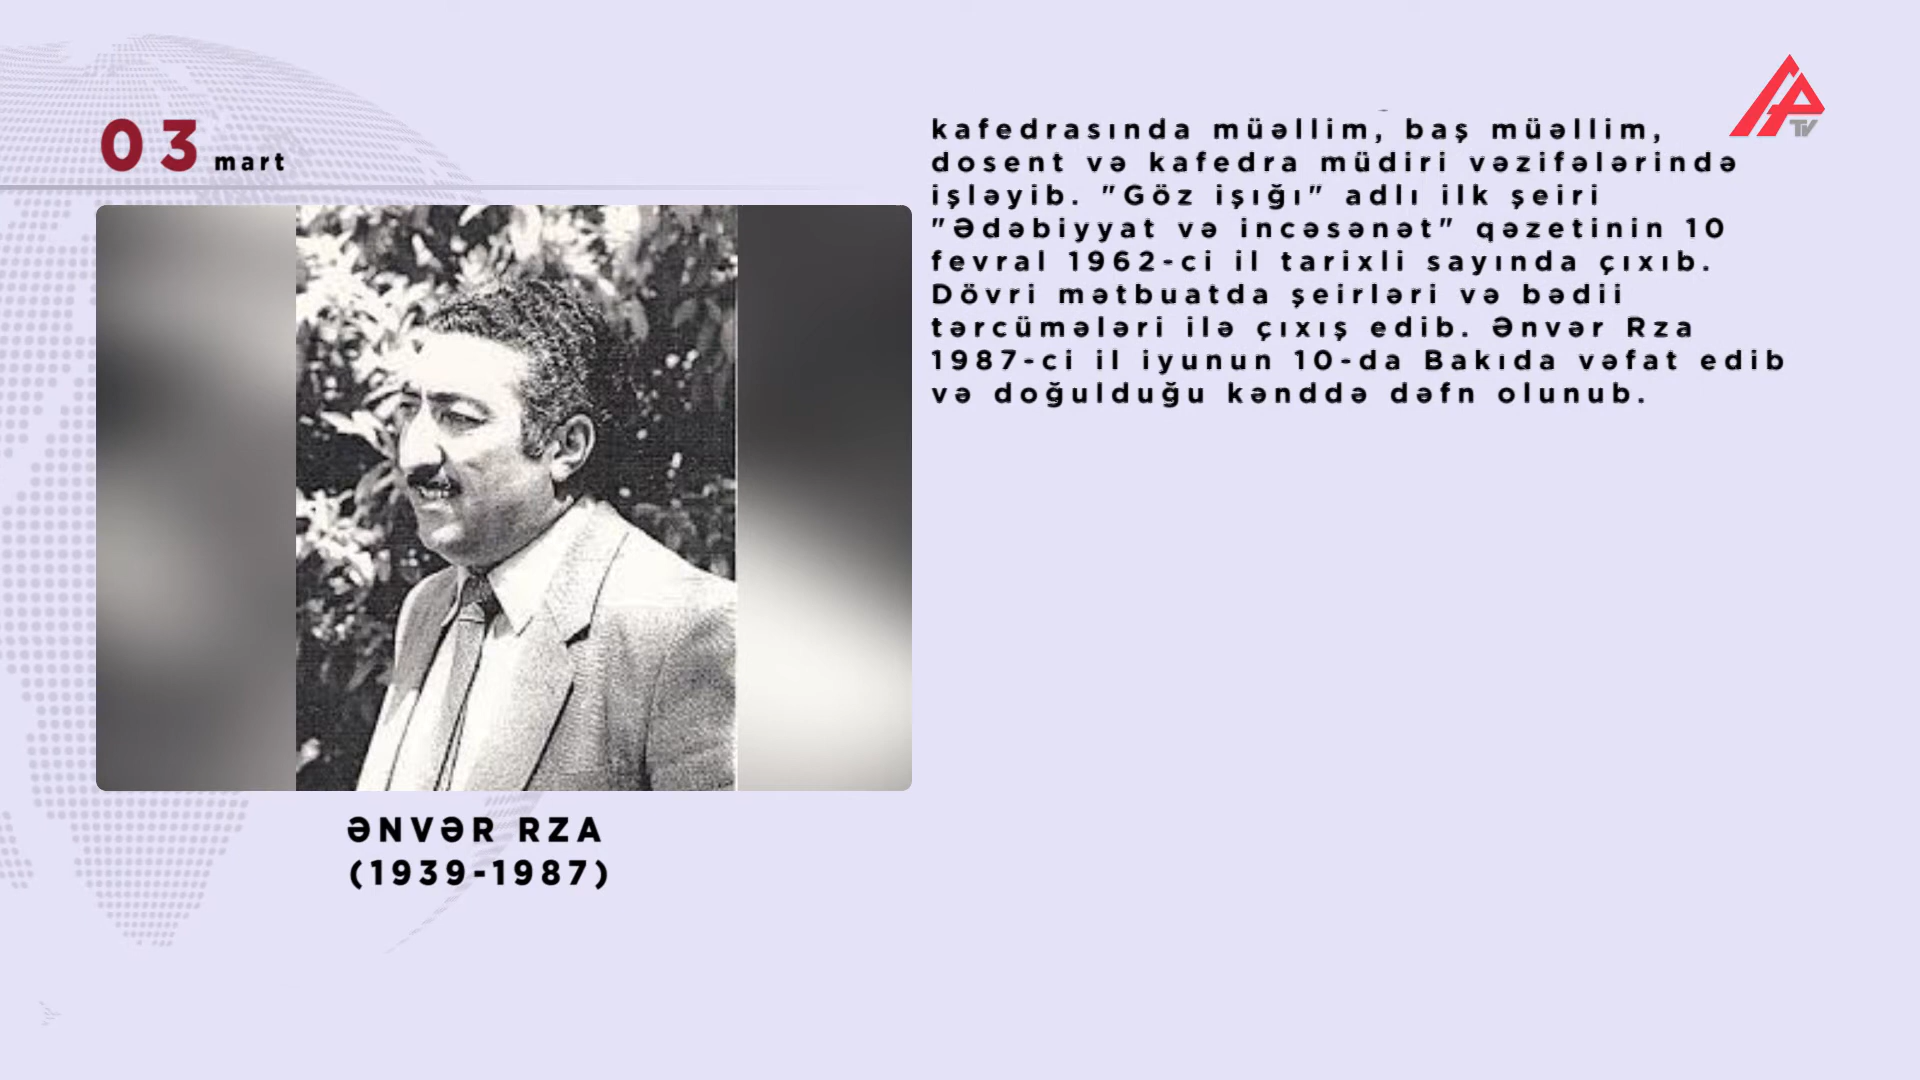 03 mart
kafedrasında müəllim, baş müəllim,
dosent və kafedra müdiri vəzifələrində
işləyib. "Göz işığı" adlı ilk şeiri
"Ədəbiyyat və incəsənət" qəzetinin 10
fevral 1962-ci il tarixli sayında çıxıb.
Dövri mətbuatda şeirləri və bədii
tərcümələri ilə çıxış edib. Ənvər Rza
1987-ci il iyunun 10-da Bakıda vəfat edib
və doğulduğu kənddə dəfn olunub.
ƏNVƏR RZA
(1939-1987)
TV